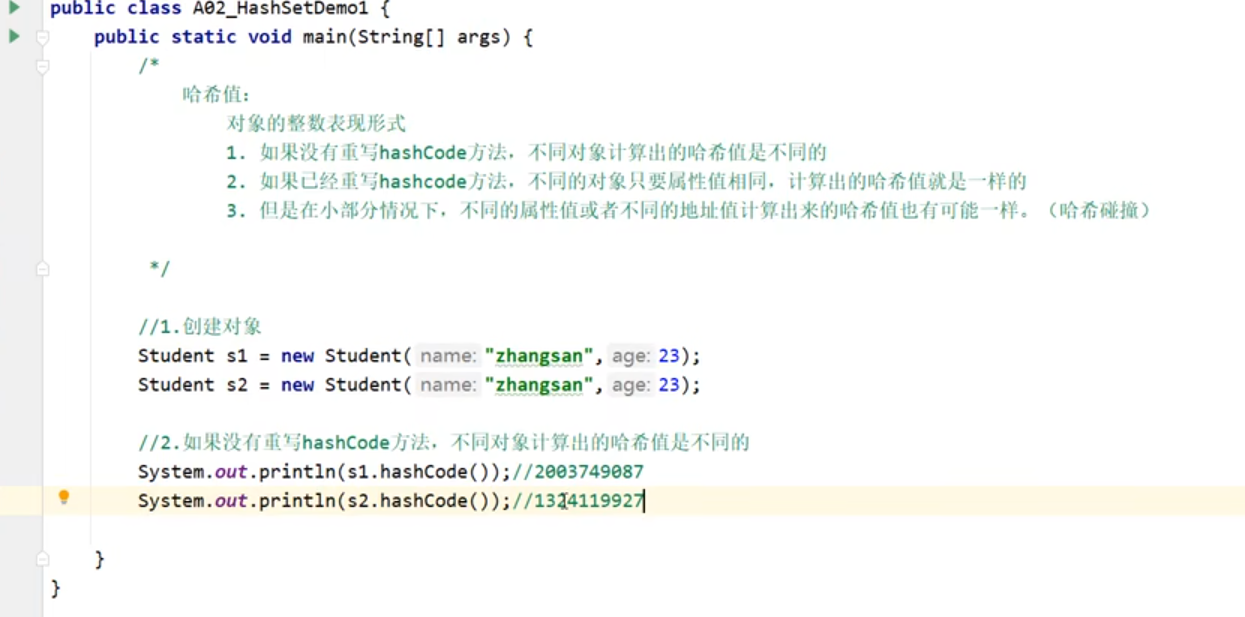 public class A02_HashSetDemo1 {
public static void main(String[] args) {
/*
哈希值：
对象的整数表现形式
1. 如果没有重写hashCode方法，不同对象计算出的哈希值是不同的
2. 如果已经重写hashcode方法，不同的对象只要属性值相同，计算出的哈希值就是一样的
3. 但是在小部分情况下，不同的属性值或者不同的地址值计算出来的哈希值也有可能一样。（哈希碰撞）
*/
//1.创建对象
Student s1 = new Student( name: "zhangsan", age: 23);
Student s2 = new Student( name: "zhangsan", age: 23);
//2.如果没有重写hashCode方法，不同对象计算出的哈希值是不同的
System.out.println(s1.hashCode());//2003749087
System.out.println(s2.hashCode());//1324119927
}
}